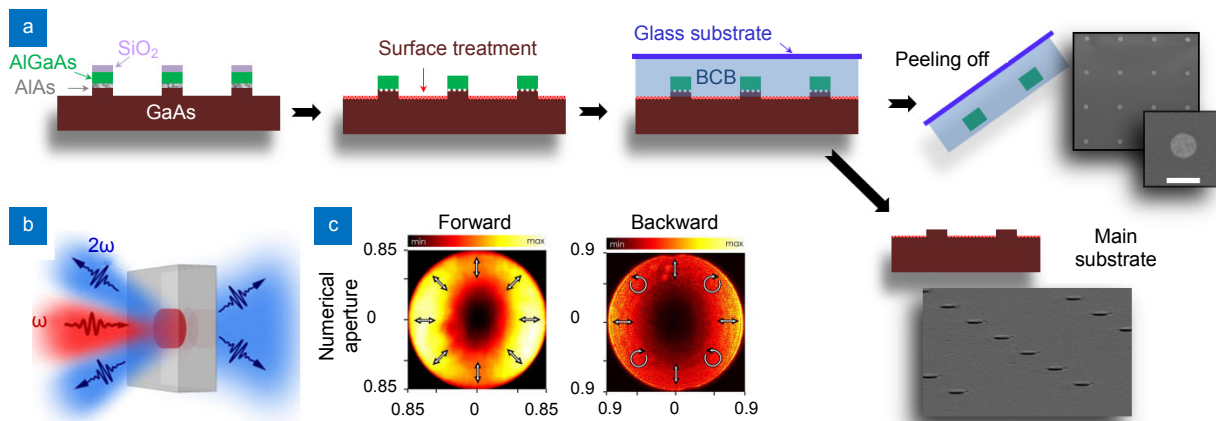 a
SiO2
AlGaAs
AlAs
GaAs
Surface treatment
Glass substrate
BCB
Peeling off
Main
substrate
b
2ω
ω
c
Forward
Backward
min
max
min
max
Numerical
aperture
0.85
0
0.85
0.85
0
0.85
0.9
0
0.9
0.9
0
0.9